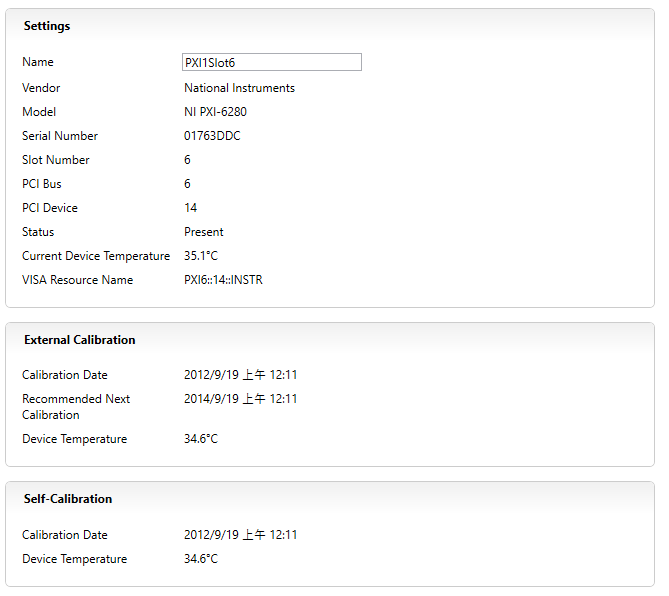 Settings
Name PXI1Slot6
Vendor National Instruments
Model NI PXI-6280
Serial Number 01763DDC
Slot Number 6
PCI Bus 6
PCI Device 14
Status Present
Current Device Temperature 35.1°C
VISA Resource Name PXI6::14::INSTR
External Calibration
Calibration Date 2012/9/19 上午 12:11
Recommended Next 2014/9/19 上午 12:11
Calibration
Device Temperature 34.6°C
Self-Calibration
Calibration Date 2012/9/19 上午 12:11
Device Temperature 34.6°C